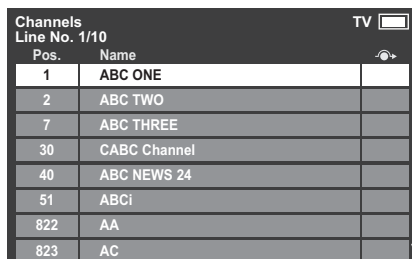 Channels TV
Line No. 1/10
Pos. Name
1 ABC ONE
2 ABC TWO
7 ABC THREE
30 CABC Channel
40 ABC NEWS 24
51 ABCi
822 AA
823 AC